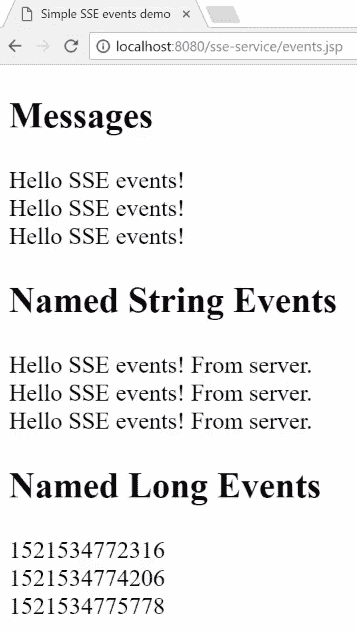 Simple SSE events demo
localhost:8080/sse-service/events.jsp
Messages
Hello SSE events!
Hello SSE events!
Hello SSE events!
Named String Events
Hello SSE events! From server.
Hello SSE events! From server.
Hello SSE events! From server.
Named Long Events
1521534772316
1521534774206
1521534775778